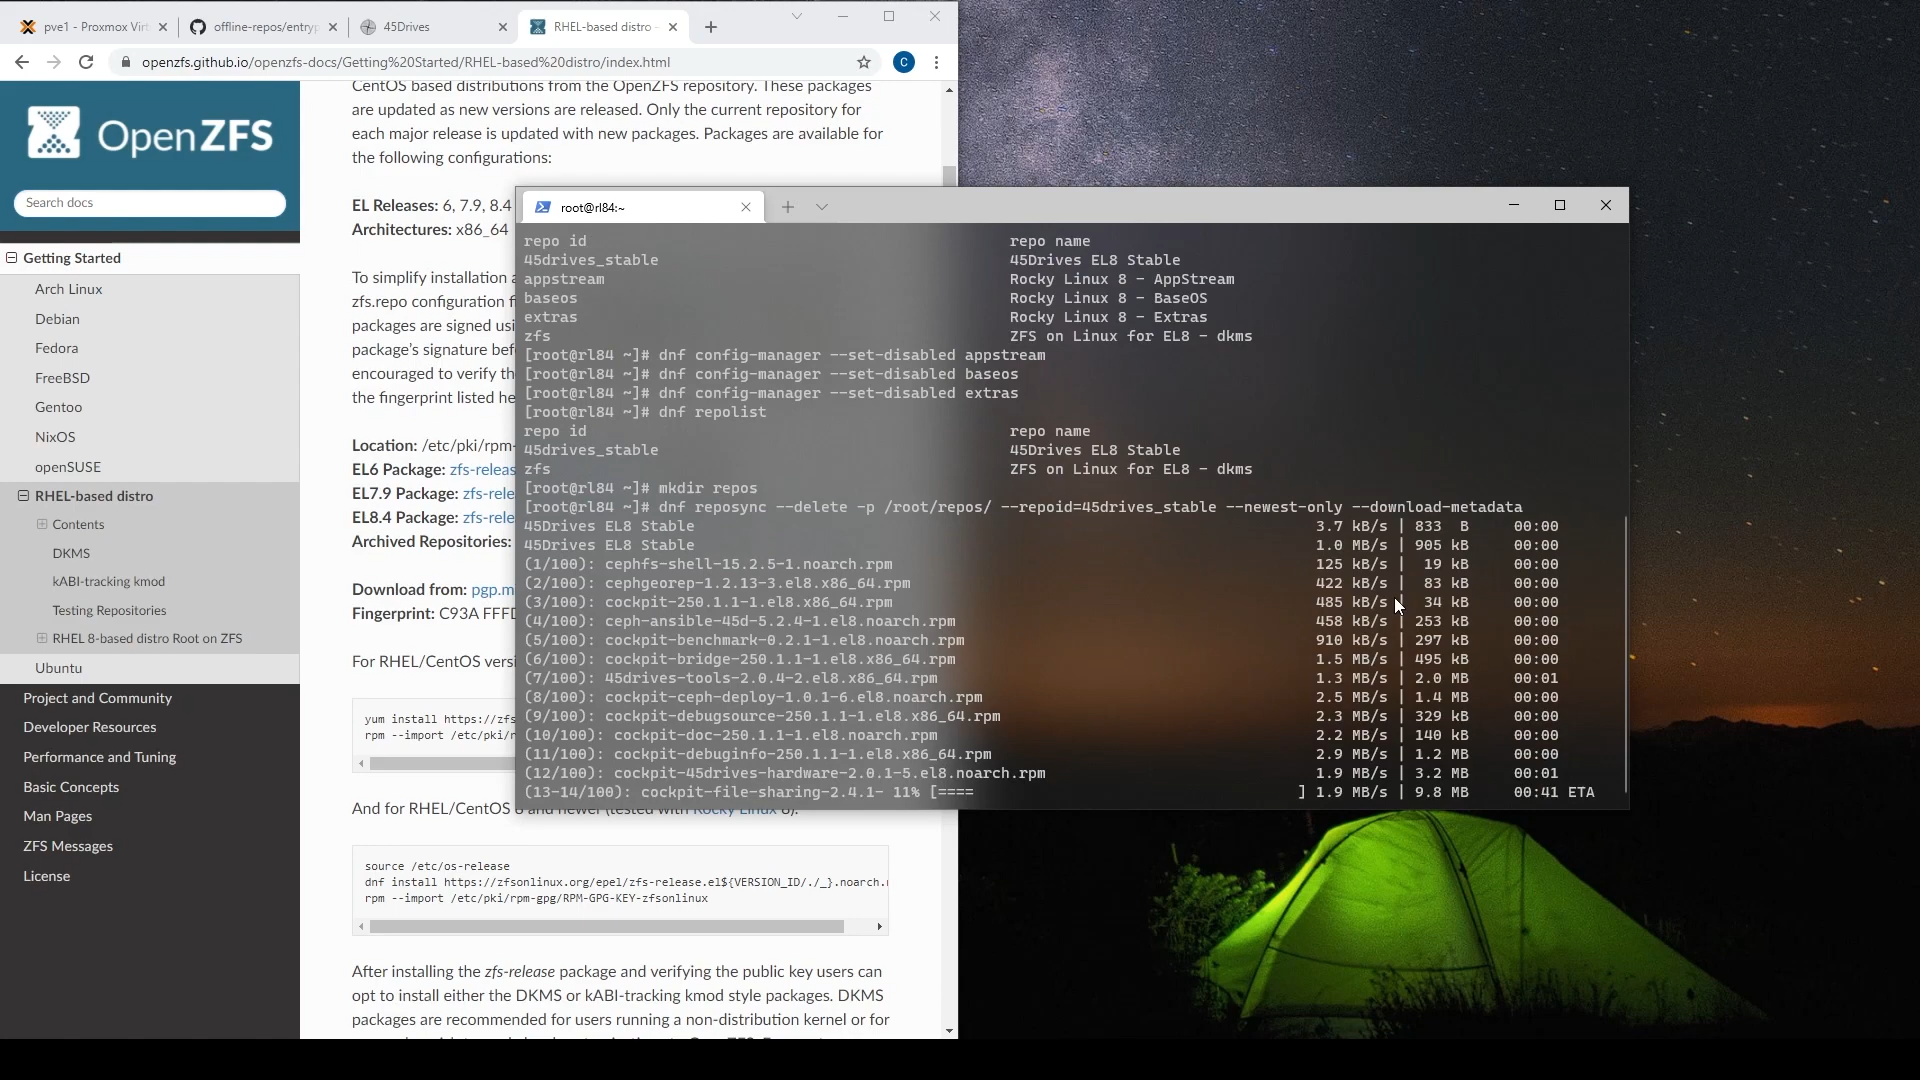 pve1 - Proxmox Virt
offline-repos/entryp
45Drives
RHEL-based distro -
openzfs.github.io/openzfs-docs/Getting%20Started/RHEL-based%20distro/index.html
C
OpenZFS
Search docs
Getting Started
Arch Linux
Debian
Fedora
FreeBSD
Gentoo
NixOS
openSUSE
RHEL-based distro
Contents
DKMS
kABI-tracking kmod
Testing Repositories
RHEL 8-based distro Root on ZFS
Ubuntu
Project and Community
Developer Resources
Performance and Tuning
Basic Concepts
Man Pages
ZFS Messages
License
CentOS based distributions from the OpenZFS repository. These packages
are updated as new versions are released. Only the current repository for
each major release is updated with new packages. Packages are available for
the following configurations:
EL Releases: 6, 7.9, 8.4
Architectures: x86_64
To simplify installation a
zfs.repo configuration f
packages are signed usi
package's signature bef
encouraged to verify th
the fingerprint listed he
Location: /etc/pki/rpm-
EL6 Package: zfs-releas
EL7.9 Package: zfs-rele
EL8.4 Package: zfs-rele
Archived Repositories:
Download from: pgp.m
Fingerprint: C93A FFFD
For RHEL/CentOS versi
yum install https://zfs
rpm --import /etc/pki/r
And for RHEL/CentOS 8 and newer (tested with Rocky Linux 8):
source /etc/os-release
dnf install https://zfsonlinux.org/epel/zfs-release.el${VERSION_ID/./_}.noarch.
rpm --import /etc/pki/rpm-gpg/RPM-GPG-KEY-zfsonlinux
After installing the zfs-release package and verifying the public key users can
opt to install either the DKMS or kABI-tracking kmod style packages. DKMS
packages are recommended for users running a non-distribution kernel or for
root@rl84:~
repo id repo name
45drives_stable 45Drives EL8 Stable
appstream Rocky Linux 8 - AppStream
baseos Rocky Linux 8 - BaseOS
extras Rocky Linux 8 - Extras
zfs ZFS on Linux for EL8 - dkms
[root@rl84 ~]# dnf config-manager --set-disabled appstream
[root@rl84 ~]# dnf config-manager --set-disabled baseos
[root@rl84 ~]# dnf config-manager --set-disabled extras
[root@rl84 ~]# dnf repolist
repo id repo name
45drives_stable 45Drives EL8 Stable
zfs ZFS on Linux for EL8 - dkms
[root@rl84 ~]# mkdir repos
[root@rl84 ~]# dnf reposync --delete -p /root/repos/ --repoid=45drives_stable --newest-only --download-metadata
45Drives EL8 Stable 3.7 kB/s | 833 B 00:00
45Drives EL8 Stable 1.0 MB/s | 905 kB 00:00
(1/100): cephfs-shell-15.2.5-1.noarch.rpm 125 kB/s | 19 kB 00:00
(2/100): cephgeorep-1.2.13-3.el8.x86_64.rpm 422 kB/s | 83 kB 00:00
(3/100): cockpit-250.1.1-1.el8.x86_64.rpm 485 kB/s | 34 kB 00:00
(4/100): ceph-ansible-45d-5.2.4-1.el8.noarch.rpm 458 kB/s | 253 kB 00:00
(5/100): cockpit-benchmark-0.2.1-1.el8.noarch.rpm 910 kB/s | 297 kB 00:00
(6/100): cockpit-bridge-250.1.1-1.el8.x86_64.rpm 1.5 MB/s | 495 kB 00:00
(7/100): 45drives-tools-2.0.4-2.el8.x86_64.rpm 1.3 MB/s | 2.0 MB 00:01
(8/100): cockpit-ceph-deploy-1.0.1-6.el8.noarch.rpm 2.5 MB/s | 1.4 MB 00:00
(9/100): cockpit-debugsource-250.1.1-1.el8.x86_64.rpm 2.3 MB/s | 329 kB 00:00
(10/100): cockpit-doc-250.1.1-1.el8.noarch.rpm 2.2 MB/s | 140 kB 00:00
(11/100): cockpit-debuginfo-250.1.1-1.el8.x86_64.rpm 2.9 MB/s | 1.2 MB 00:00
(12/100): cockpit-45drives-hardware-2.0.1-5.el8.noarch.rpm 1.9 MB/s | 3.2 MB 00:01
(13-14/100): cockpit-file-sharing-2.4.1- 11% [==== ] 1.9 MB/s | 9.8 MB 00:41 ETA